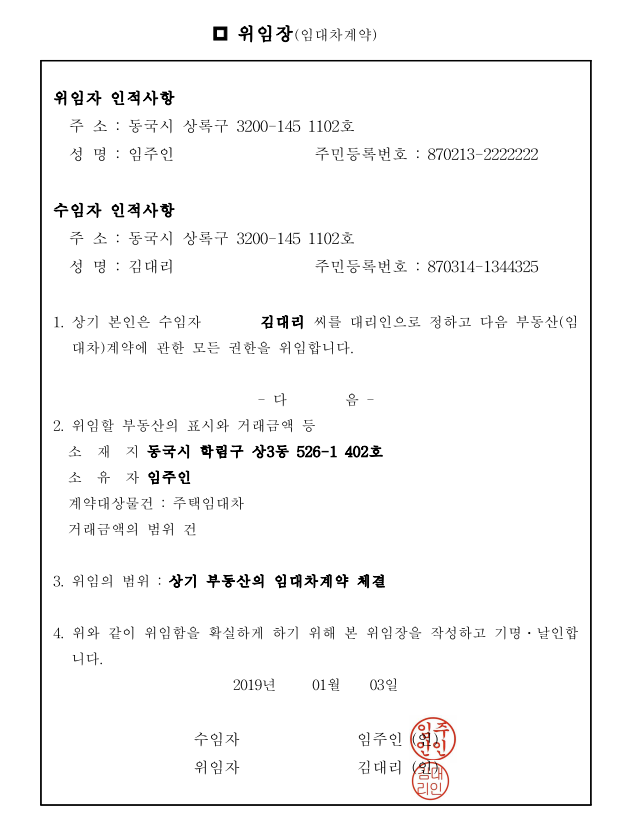 ◘ 위임장(임대차계약)
위임자 인적사항
주 소 : 동국시 상록구 3200-145 1102호
성 명 : 임주인 주민등록번호 : 870213-2222222
수임자 인적사항
주 소 : 동국시 상록구 3200-145 1102호
성 명 : 김대리 주민등록번호 : 870314-1344325
1. 상기 본인은 수임자 김대리 씨를 대리인으로 정하고 다음 부동산(임
대차)계약에 관한 모든 권한을 위임합니다.
- 다 음 -
2. 위임할 부동산의 표시와 거래금액 등
소 재 지 동국시 학림구 상3동 526-1 402호
소 유 자 임주인
계약대상물건 : 주택임대차
거래금액의 범위 건
3. 위임의 범위 : 상기 부동산의 임대차계약 체결
4. 위와 같이 위임함을 확실하게 하기 위해 본 위임장을 작성하고 기명·날인합
니다.
2019년 01월 03일
수임자 임주인 (인)
위임자 김대리 (인)